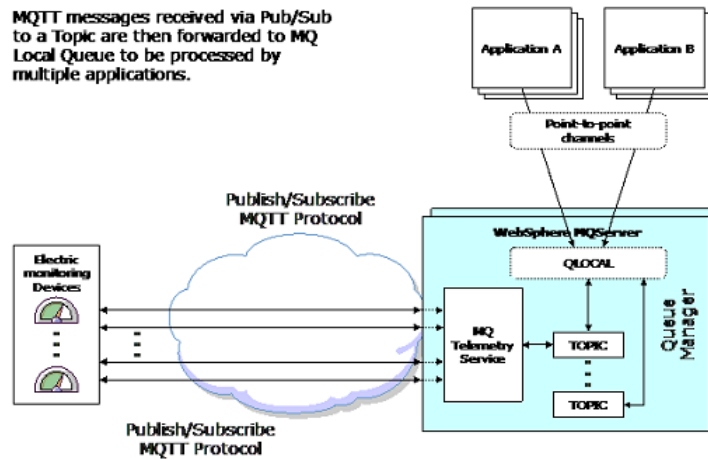 MQTT messages received via Pub/Sub
to a Topic are then forwarded to MQ
Local Queue to be processed by
multiple applications.
Application A
Application B
Point-to-point
channels
Publish/Subscribe
MQTT Protocol
WebSphere MQServer
QLOCAL
Electric
monitoring
Devices
MQ
Telemetry
Service
TOPIC
TOPIC
Queue
Manager
Publish/Subscribe
MQTT Protocol